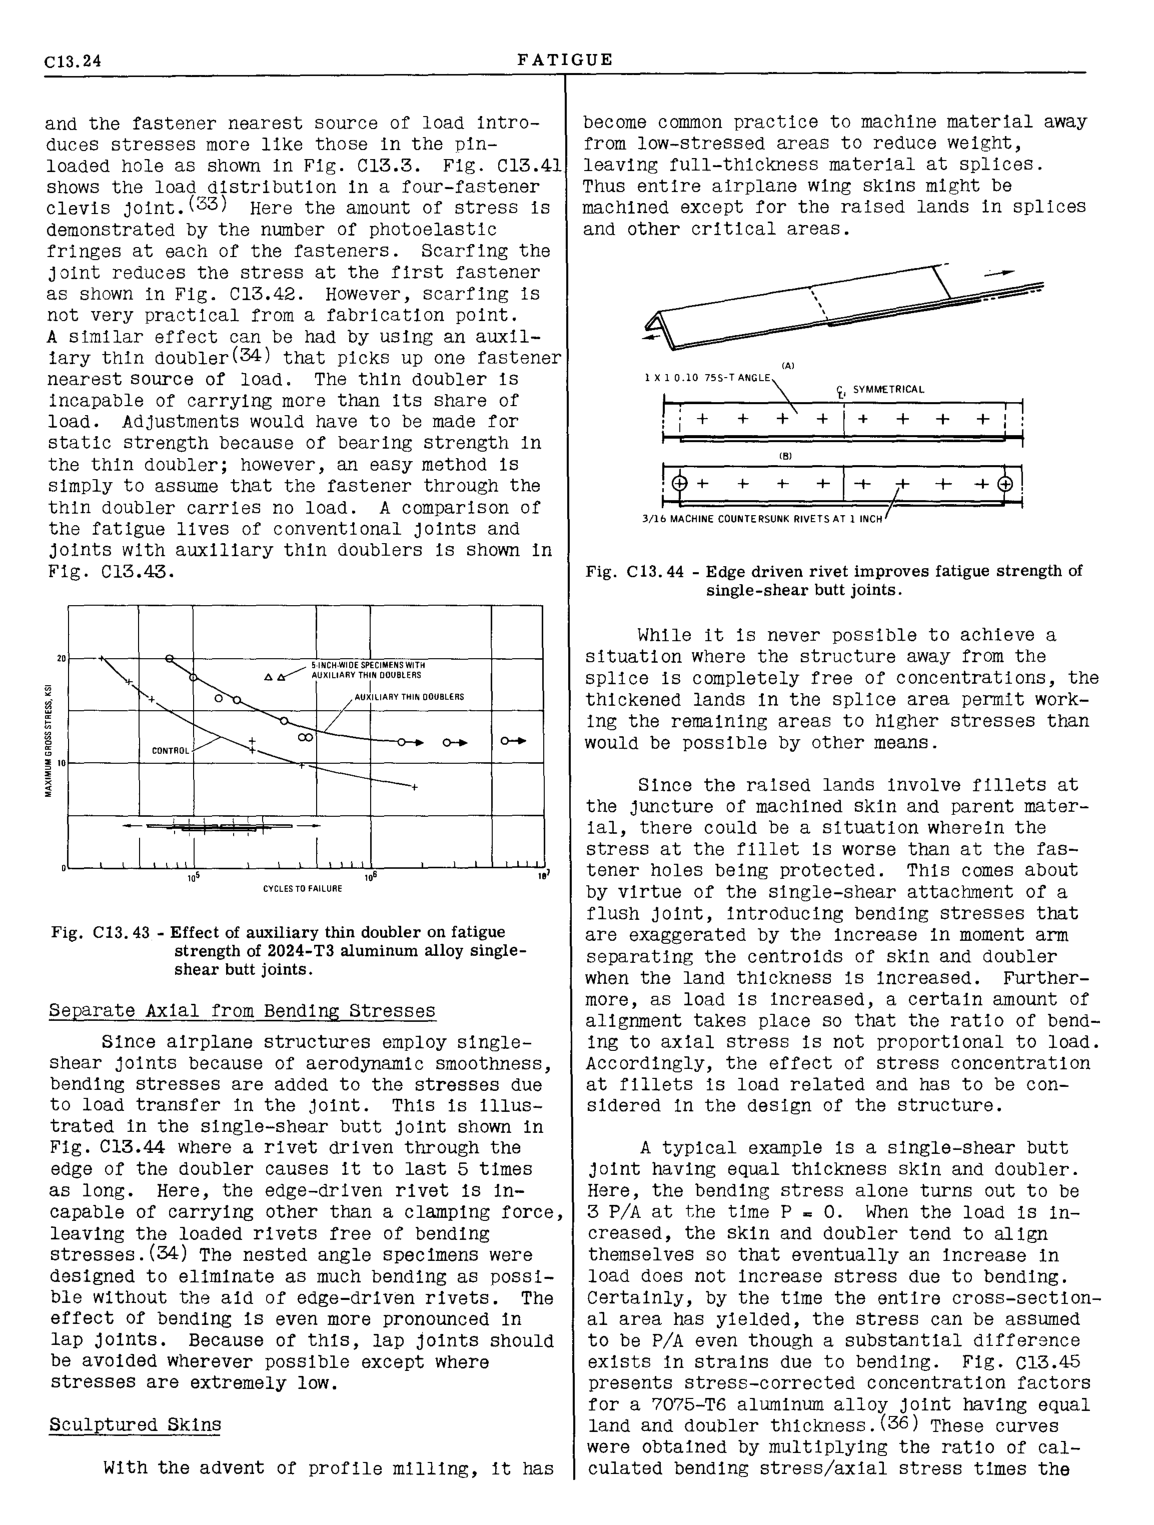 C13.24
FATIGUE
and the fastener nearest source of load intro-
duces stresses more like those in the pin-
loaded hole as shown in Fig. C13.3. Fig. C13.41
shows the load distribution in a four-fastener
clevis joint.(33) Here the amount of stress is
demonstrated by the number of photoelastic
fringes at each of the fasteners. Scarfing the
joint reduces the stress at the first fastener
as shown in Fig. C13.42. However, scarfing is
not very practical from a fabrication point.
A similar effect can be had by using an auxil-
iary thin doubler(34) that picks up one fastener
nearest source of load. The thin doubler is
incapable of carrying more than its share of
load. Adjustments would have to be made for
static strength because of bearing strength in
the thin doubler; however, an easy method is
simply to assume that the fastener through the
thin doubler carries no load. A comparison of
the fatigue lives of conventional joints and
joints with auxiliary thin doublers is shown in
Fig. C13.43.
20
10
0
MAXIMUM GROSS STRESS, KSI
5-INCH-WIDE SPECIMENS WITH
AUXILIARY THIN DOUBLERS
AUXILIARY THIN DOUBLERS
CONTROL
10⁵
10⁶
10⁷
CYCLES TO FAILURE
Fig. C13.43 - Effect of auxiliary thin doubler on fatigue
strength of 2024-T3 aluminum alloy single-
shear butt joints.
Separate Axial from Bending Stresses
Since airplane structures employ single-
shear joints because of aerodynamic smoothness,
bending stresses are added to the stresses due
to load transfer in the joint. This is illus-
trated in the single-shear butt joint shown in
Fig. C13.44 where a rivet driven through the
edge of the doubler causes it to last 5 times
as long. Here, the edge-driven rivet is in-
capable of carrying other than a clamping force,
leaving the loaded rivets free of bending
stresses.(34) The nested angle specimens were
designed to eliminate as much bending as possi-
ble without the aid of edge-driven rivets. The
effect of bending is even more pronounced in
lap joints. Because of this, lap joints should
be avoided wherever possible except where
stresses are extremely low.
Sculptured Skins
With the advent of profile milling, it has
become common practice to machine material away
from low-stressed areas to reduce weight,
leaving full-thickness material at splices.
Thus entire airplane wing skins might be
machined except for the raised lands in splices
and other critical areas.
(A)
1 X 1 0.10 75S-T ANGLE
℄ SYMMETRICAL
(B)
3/16 MACHINE COUNTERSUNK RIVETS AT 1 INCH
Fig. C13.44 - Edge driven rivet improves fatigue strength of
single-shear butt joints.
While it is never possible to achieve a
situation where the structure away from the
splice is completely free of concentrations, the
thickened lands in the splice area permit work-
ing the remaining areas to higher stresses than
would be possible by other means.
Since the raised lands involve fillets at
the juncture of machined skin and parent mater-
ial, there could be a situation wherein the
stress at the fillet is worse than at the fas-
tener holes being protected. This comes about
by virtue of the single-shear attachment of a
flush joint, introducing bending stresses that
are exaggerated by the increase in moment arm
separating the centroids of skin and doubler
when the land thickness is increased. Further-
more, as load is increased, a certain amount of
alignment takes place so that the ratio of bend-
ing to axial stress is not proportional to load.
Accordingly, the effect of stress concentration
at fillets is load related and has to be con-
sidered in the design of the structure.
A typical example is a single-shear butt
joint having equal thickness skin and doubler.
Here, the bending stress alone turns out to be
3 P/A at the time P = 0. When the load is in-
creased, the skin and doubler tend to align
themselves so that eventually an increase in
load does not increase stress due to bending.
Certainly, by the time the entire cross-section-
al area has yielded, the stress can be assumed
to be P/A even though a substantial difference
exists in strains due to bending. Fig. C13.45
presents stress-corrected concentration factors
for a 7075-T6 aluminum alloy joint having equal
land and doubler thickness.(36) These curves
were obtained by multiplying the ratio of cal-
culated bending stress/axial stress times the